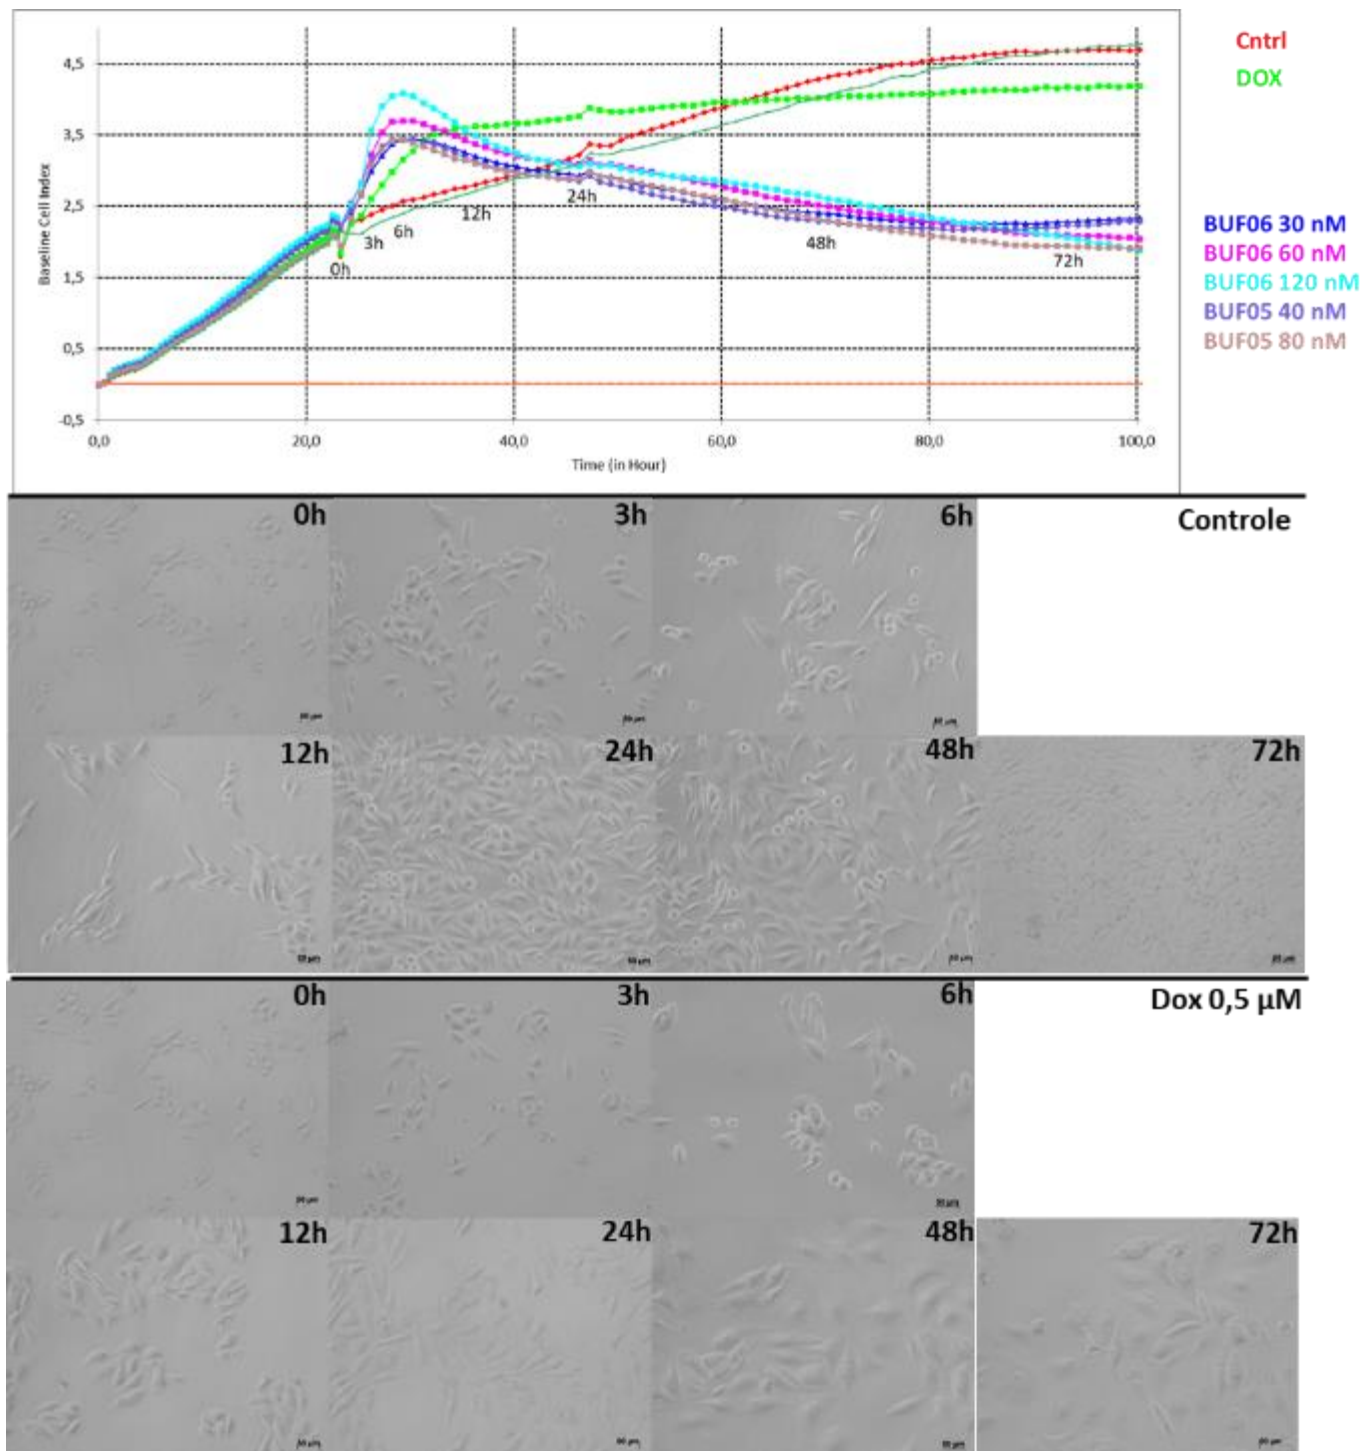 Cntrl
DOX
BUF06 30 nM
BUF06 60 nM
BUF06 120 nM
BUF05 40 nM
BUF05 80 nM
Baseline Cell Index
4,5
3,5
2,5
1,5
0,5
-0,5
0h
3h
6h
12h
24h
48h
72h
0,0
20,0
40,0
60,0
80,0
100,0
Time (in Hour)
0h
3h
6h
Controle
12h
24h
48h
72h
0h
3h
6h
Dox 0,5 µM
12h
24h
48h
72h